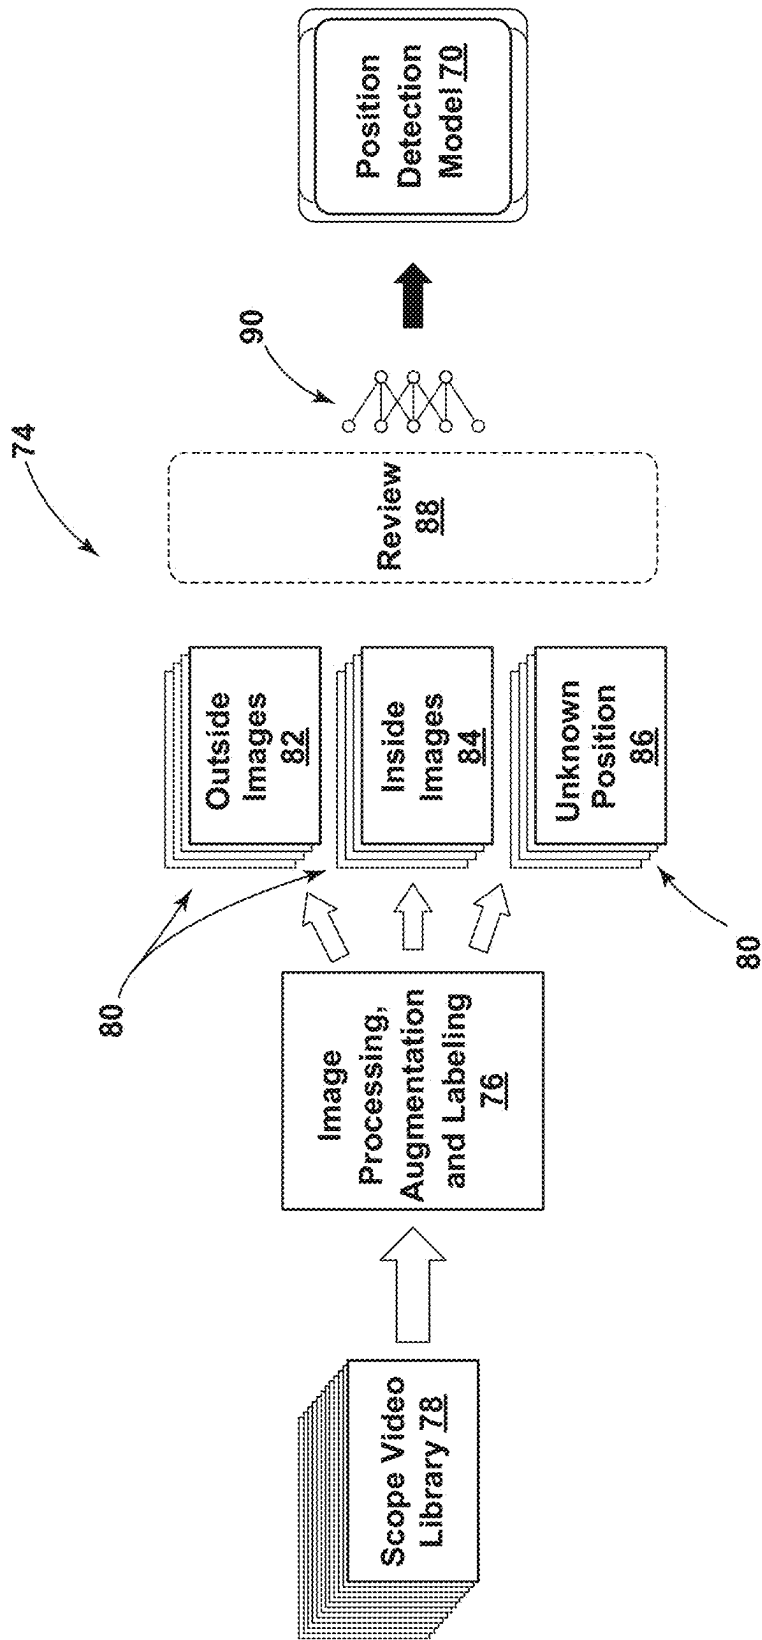 74
Scope Video
Library 78
Image
Processing,
Augmentation
and Labeling
76
80
Outside
Images
82
Inside
Images
84
Unknown
Position
86
80
Review
88
90
Position
Detection
Model 70